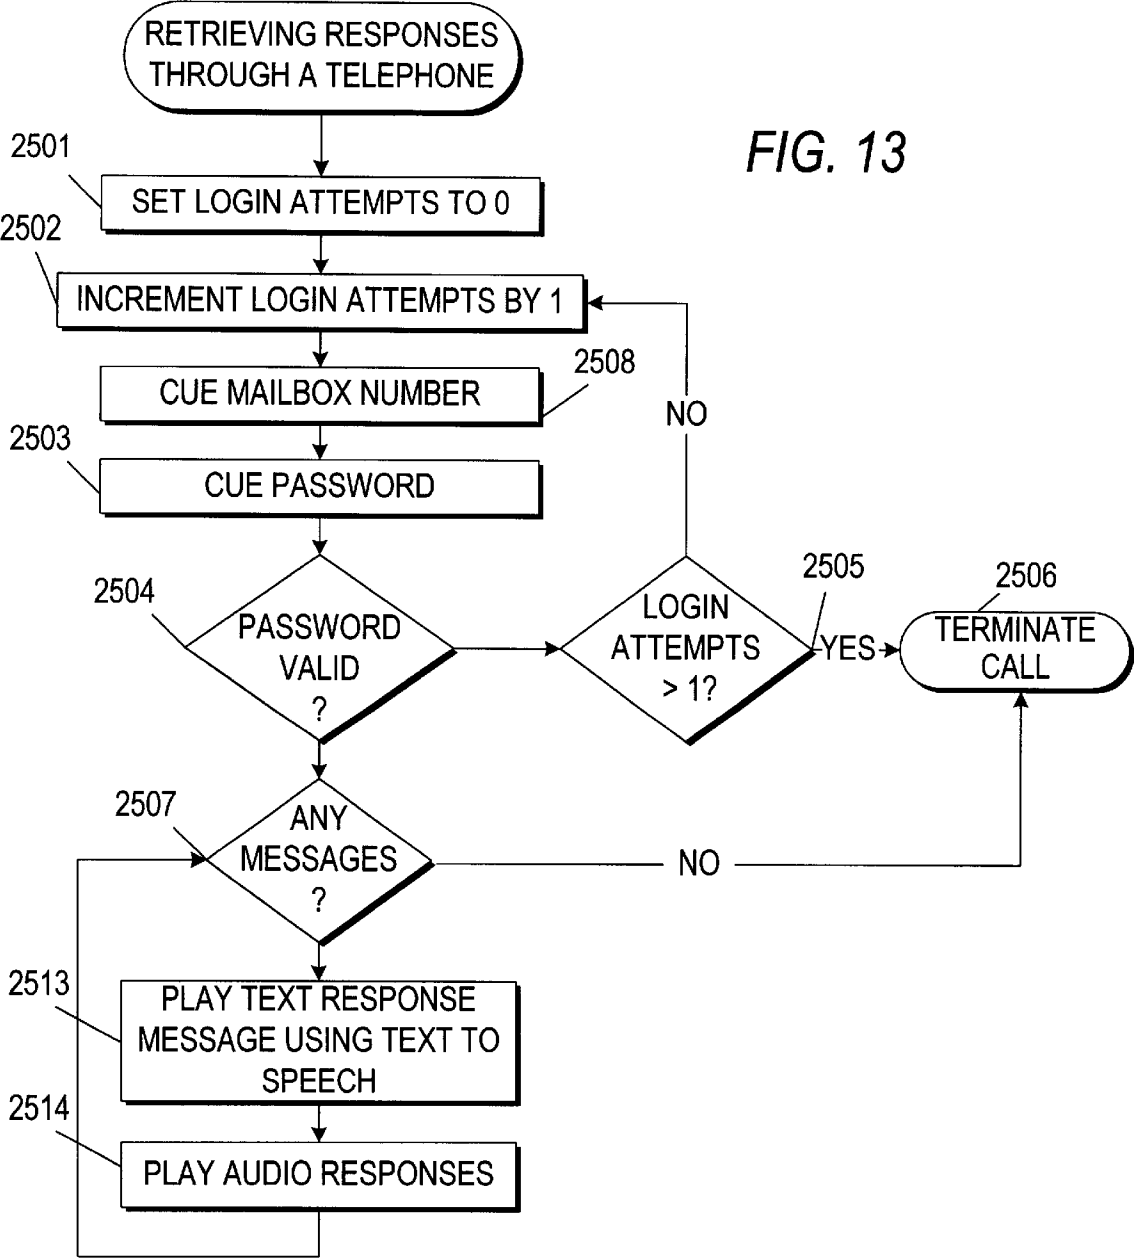 RETRIEVING RESPONSES
THROUGH A TELEPHONE
FIG. 13
2501
SET LOGIN ATTEMPTS TO 0
2502
INCREMENT LOGIN ATTEMPTS BY 1
2508
CUE MAILBOX NUMBER
NO
2503
CUE PASSWORD
2504
PASSWORD
VALID
?
LOGIN
ATTEMPTS
> 1?
2505
YES
2506
TERMINATE
CALL
2507
ANY
MESSAGES
?
NO
2513
PLAY TEXT RESPONSE
MESSAGE USING TEXT TO
SPEECH
2514
PLAY AUDIO RESPONSES